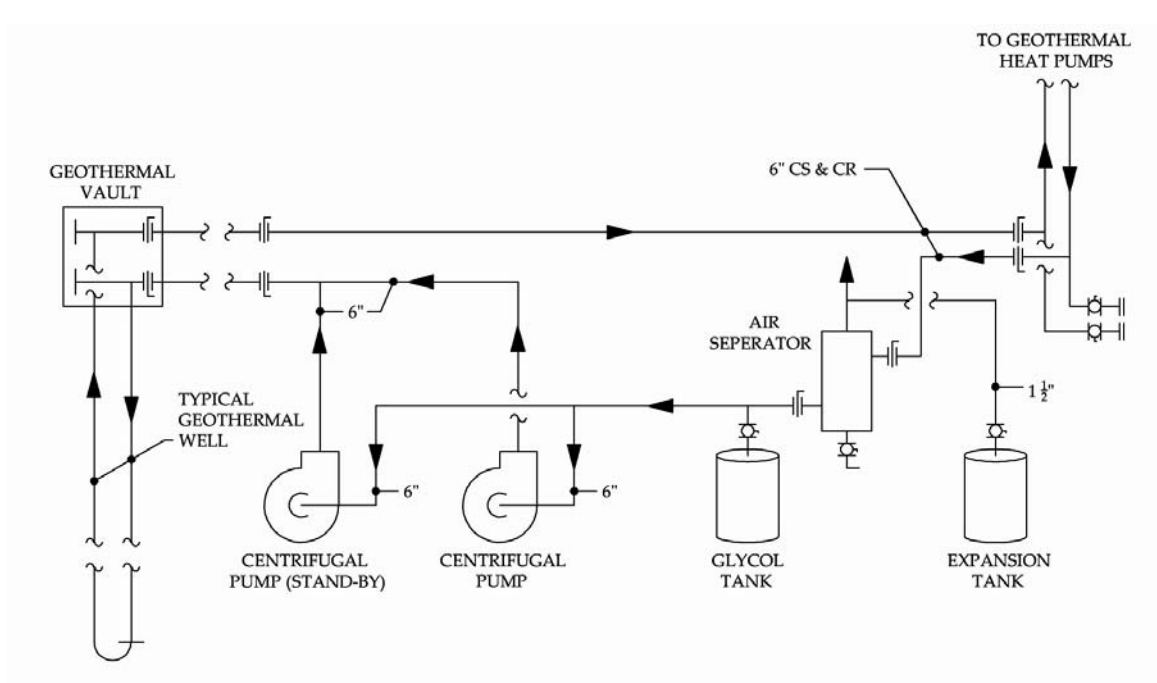 TO GEOTHERMAL
HEAT PUMPS
6" CS & CR
GEOTHERMAL
VAULT
6"
AIR
SEPERATOR
1 1/2"
TYPICAL
GEOTHERMAL
WELL
6"
6"
CENTRIFUGAL
PUMP (STAND-BY)
CENTRIFUGAL
PUMP
GLYCOL
TANK
EXPANSION
TANK